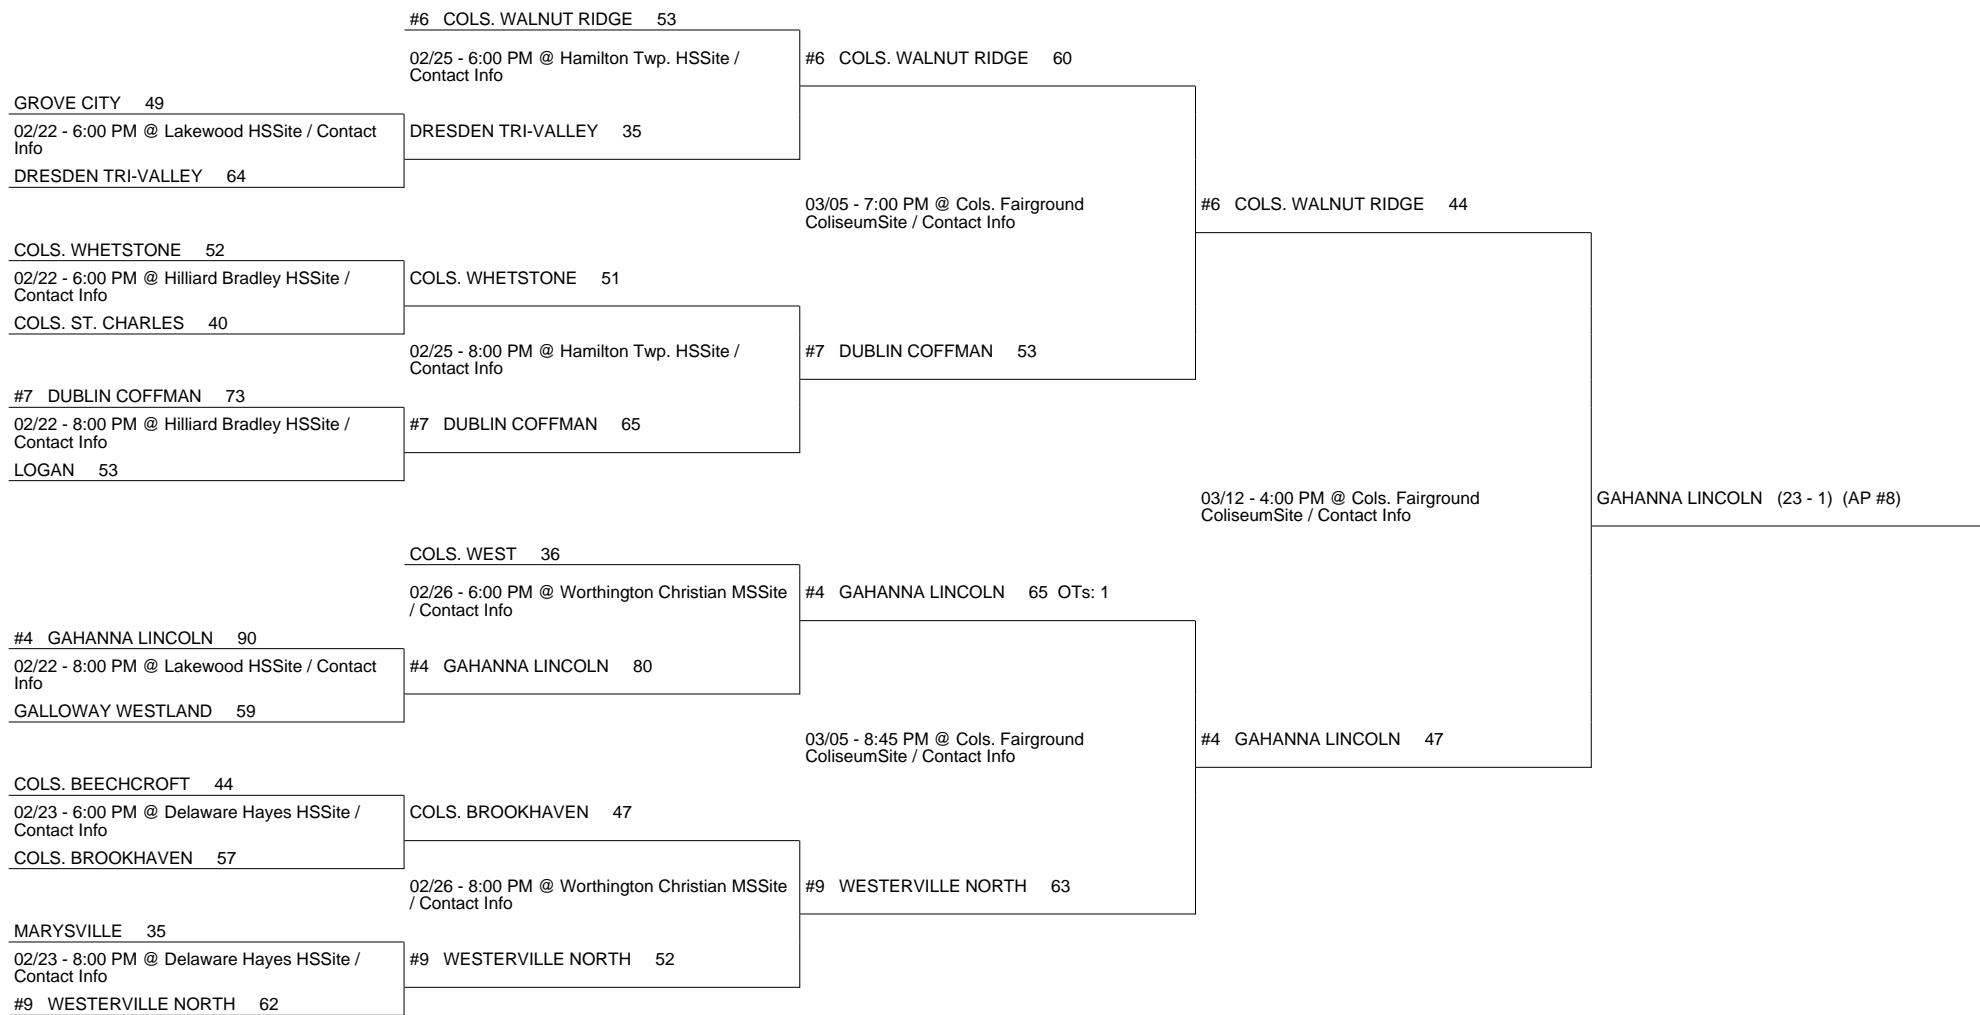 #6 COLS. WALNUT RIDGE 53
02/25 - 6:00 PM @ Hamilton Twp. HSSite /
Contact Info
#6 COLS. WALNUT RIDGE 60
GROVE CITY 49
02/22 - 6:00 PM @ Lakewood HSSite / Contact
Info
DRESDEN TRI-VALLEY 35
DRESDEN TRI-VALLEY 64
03/05 - 7:00 PM @ Cols. Fairground
ColiseumSite / Contact Info
#6 COLS. WALNUT RIDGE 44
COLS. WHETSTONE 52
02/22 - 6:00 PM @ Hilliard Bradley HSSite /
Contact Info
COLS. WHETSTONE 51
COLS. ST. CHARLES 40
02/25 - 8:00 PM @ Hamilton Twp. HSSite /
Contact Info
#7 DUBLIN COFFMAN 53
#7 DUBLIN COFFMAN 73
02/22 - 8:00 PM @ Hilliard Bradley HSSite /
Contact Info
#7 DUBLIN COFFMAN 65
LOGAN 53
03/12 - 4:00 PM @ Cols. Fairground
ColiseumSite / Contact Info
GAHANNA LINCOLN (23 - 1) (AP #8)
COLS. WEST 36
02/26 - 6:00 PM @ Worthington Christian MSSite
/ Contact Info
#4 GAHANNA LINCOLN 65 OTs: 1
#4 GAHANNA LINCOLN 90
02/22 - 8:00 PM @ Lakewood HSSite / Contact
Info
#4 GAHANNA LINCOLN 80
GALLOWAY WESTLAND 59
03/05 - 8:45 PM @ Cols. Fairground
ColiseumSite / Contact Info
#4 GAHANNA LINCOLN 47
COLS. BEECHCROFT 44
02/23 - 6:00 PM @ Delaware Hayes HSSite /
Contact Info
COLS. BROOKHAVEN 47
COLS. BROOKHAVEN 57
02/26 - 8:00 PM @ Worthington Christian MSSite
/ Contact Info
#9 WESTERVILLE NORTH 63
MARYSVILLE 35
02/23 - 8:00 PM @ Delaware Hayes HSSite /
Contact Info
#9 WESTERVILLE NORTH 52
#9 WESTERVILLE NORTH 62